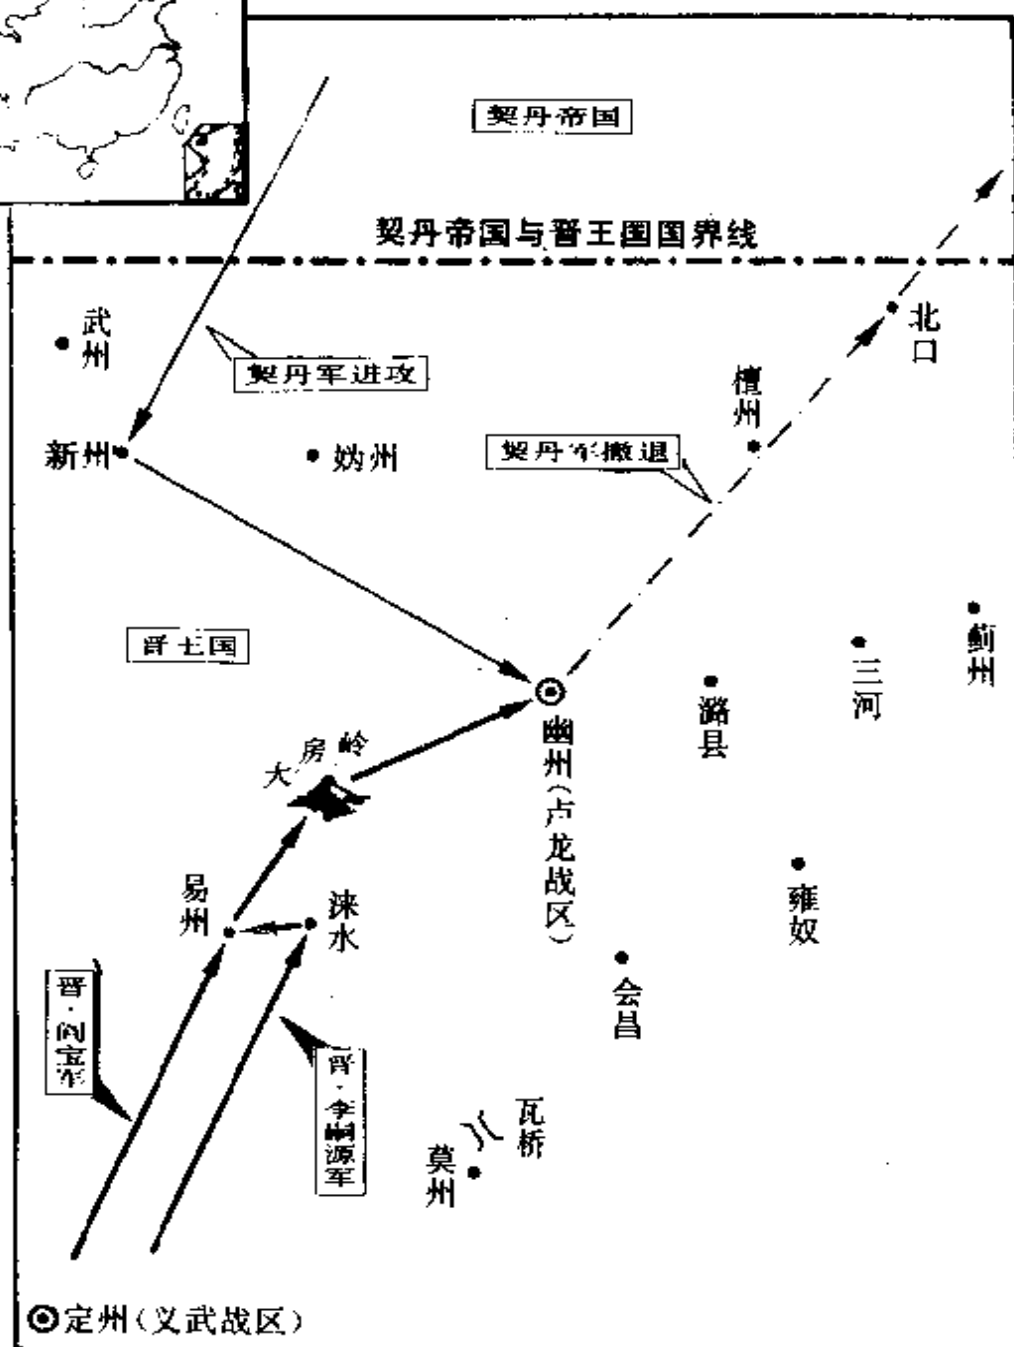 契丹帝国
契丹帝国与晋王国国界线
武州
北口
契丹军进攻
檀州
新州
妫州
契丹军撤退
蓟州
晋王国
三河
潞县
大房岭
幽州(卢龙战区)
易州
涞水
雍奴
会昌
晋·阎宝军
晋·李嗣源军
瓦桥
莫州
定州(义武战区)